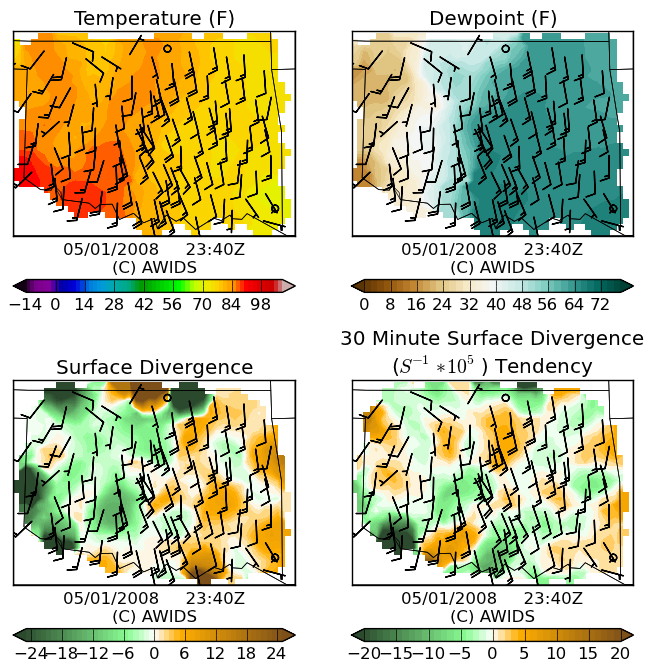 Temperature (F)
05/01/2008 23:40Z
(C) AWIDS
−14 0 14 28 42 56 70 84 98
Dewpoint (F)
05/01/2008 23:40Z
(C) AWIDS
0 8 16 24 32 40 48 56 64 72
Surface Divergence
05/01/2008 23:40Z
(C) AWIDS
−24 −18 −12 −6 0 6 12 18 24
30 Minute Surface Divergence
(S⁻¹ *10⁵ ) Tendency
05/01/2008 23:40Z
(C) AWIDS
−20 −15 −10 −5 0 5 10 15 20